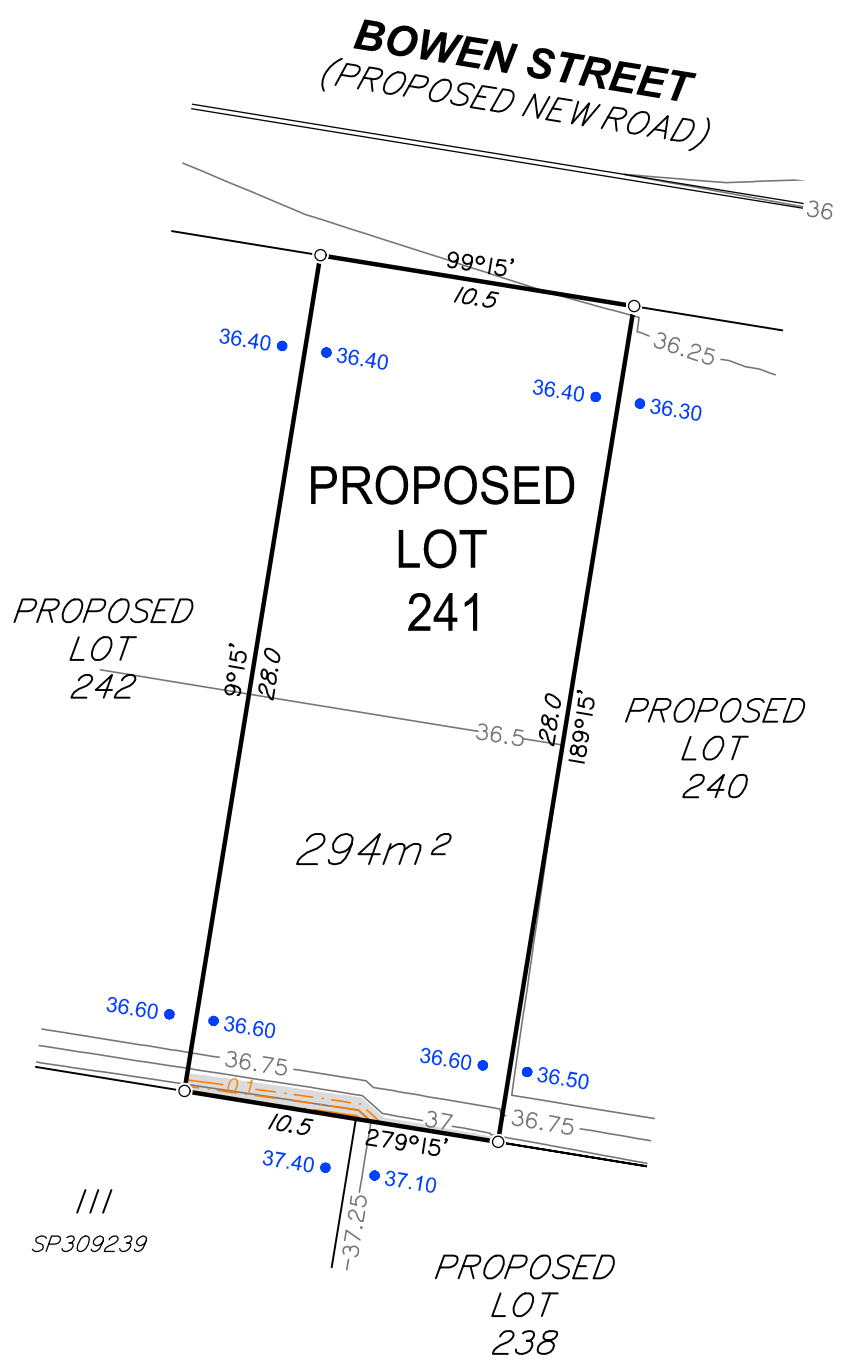 BOWEN STREET
(PROPOSED NEW ROAD)
36
99°15'
10.5
36.25
36.40
36.40
36.40
36.30
PROPOSED
LOT
241
PROPOSED
LOT
242
9°15'
28.0
28.0
189°15'
36.5
PROPOSED
LOT
240
294m²
36.60
36.60
36.60
36.50
36.75
0.1
37
36.75
10.5
279°15'
37.40
37.10
37.25
111
SP309239
PROPOSED
LOT
238